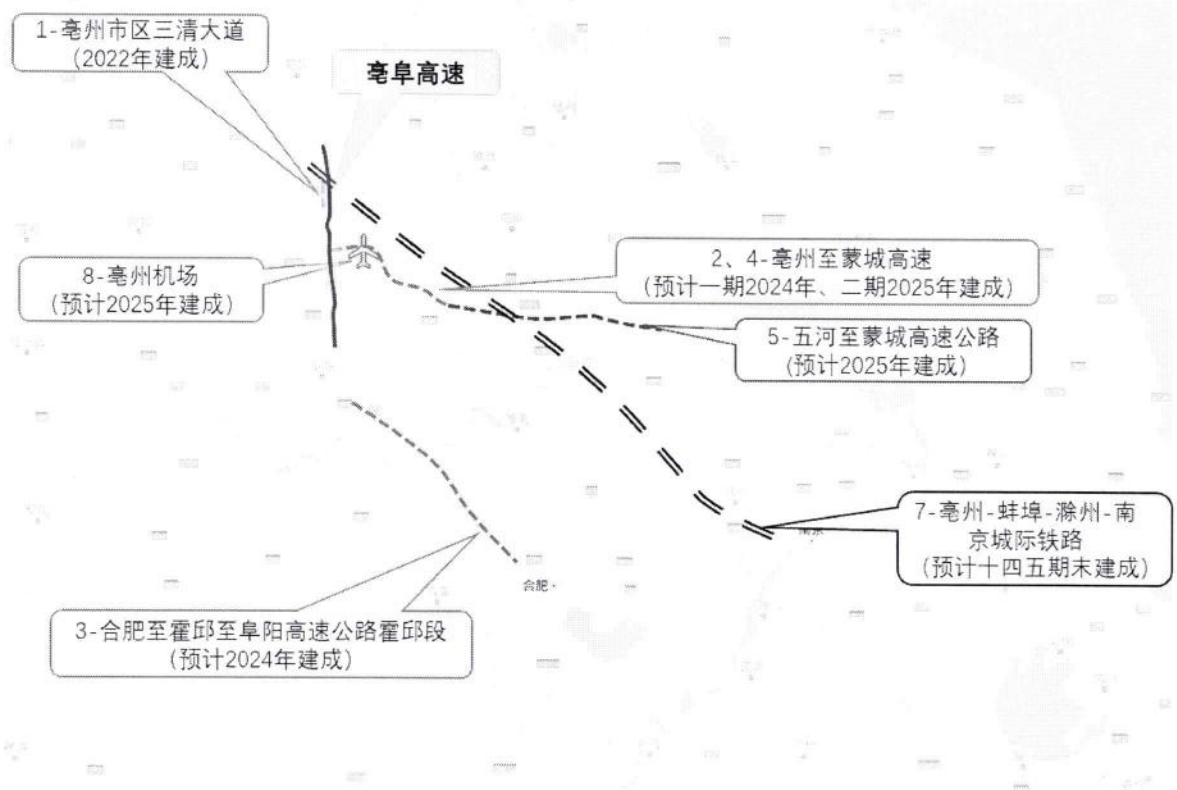 1-亳州市区三清大道
(2022年建成)
亳阜高速
8-亳州机场
(预计2025年建成)
2、4-亳州至蒙城高速
(预计一期2024年、二期2025年建成)
5-五河至蒙城高速公路
(预计2025年建成)
7-亳州-蚌埠-滁州-南
京城际铁路
(预计十四五期末建成)
合肥
3-合肥至霍邱至阜阳高速公路霍邱段
(预计2024年建成)